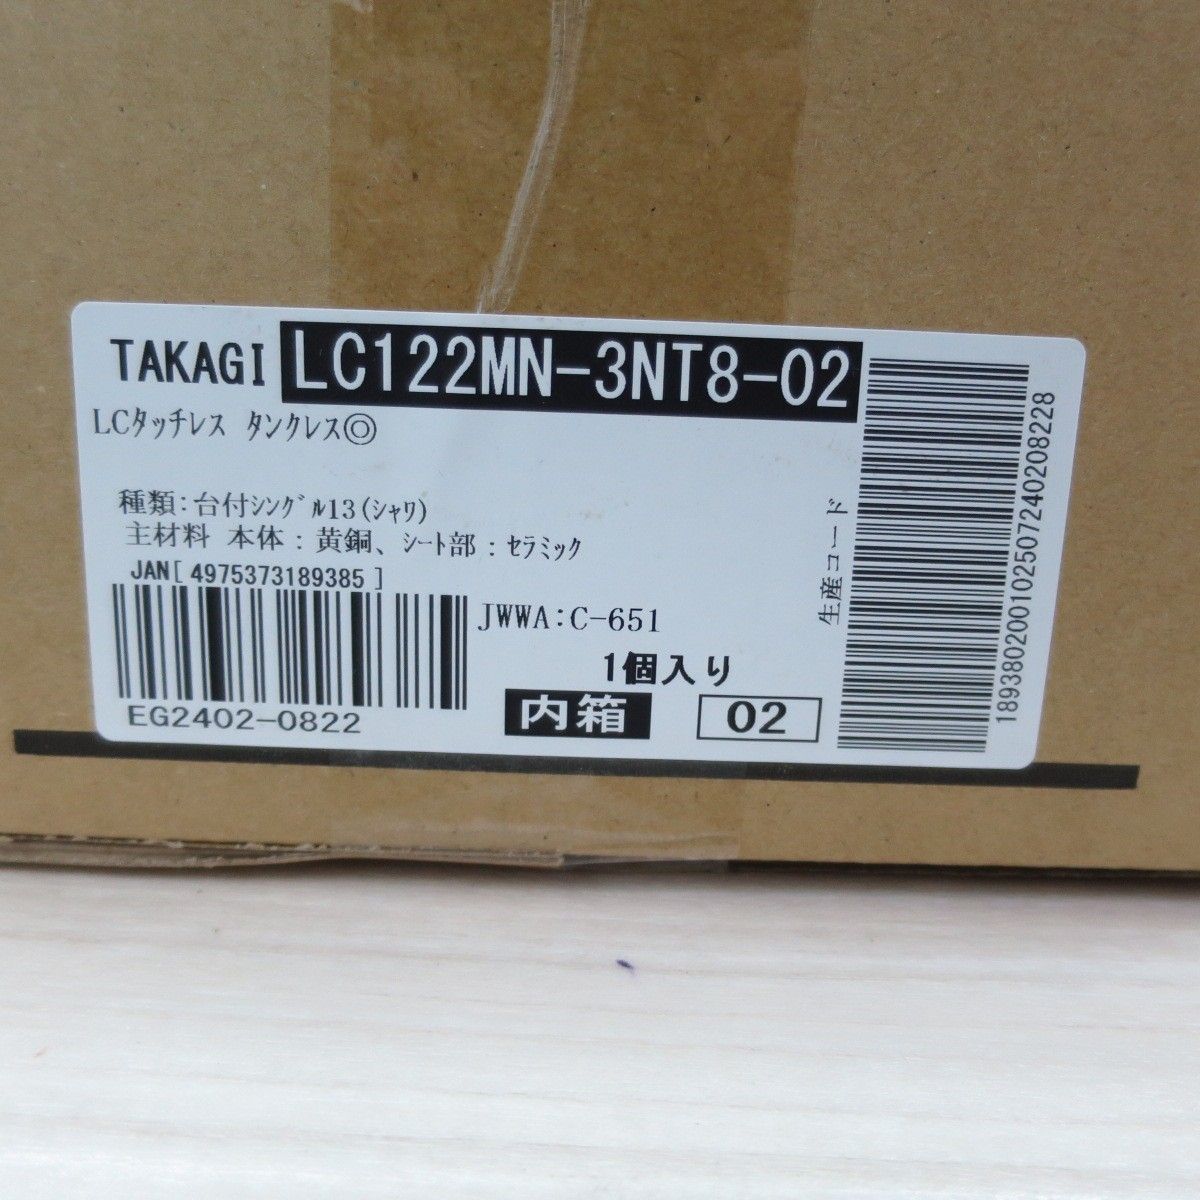 TAKAGI LC122MN-3NT8-02
LCﾀｯﾁﾚｽ ﾀﾝｸﾚｽ◎
種類:台付ｼﾝｸﾞﾙ13(ｼｬﾜ)
主材料 本体:黄銅、ｼｰﾄ部:ｾﾗﾐｯｸ
JAN[ 4975373189385 ]
JWWA:C-651
1個入り
EG2402-0822
内箱
02
生産コード
189380200102507240208228